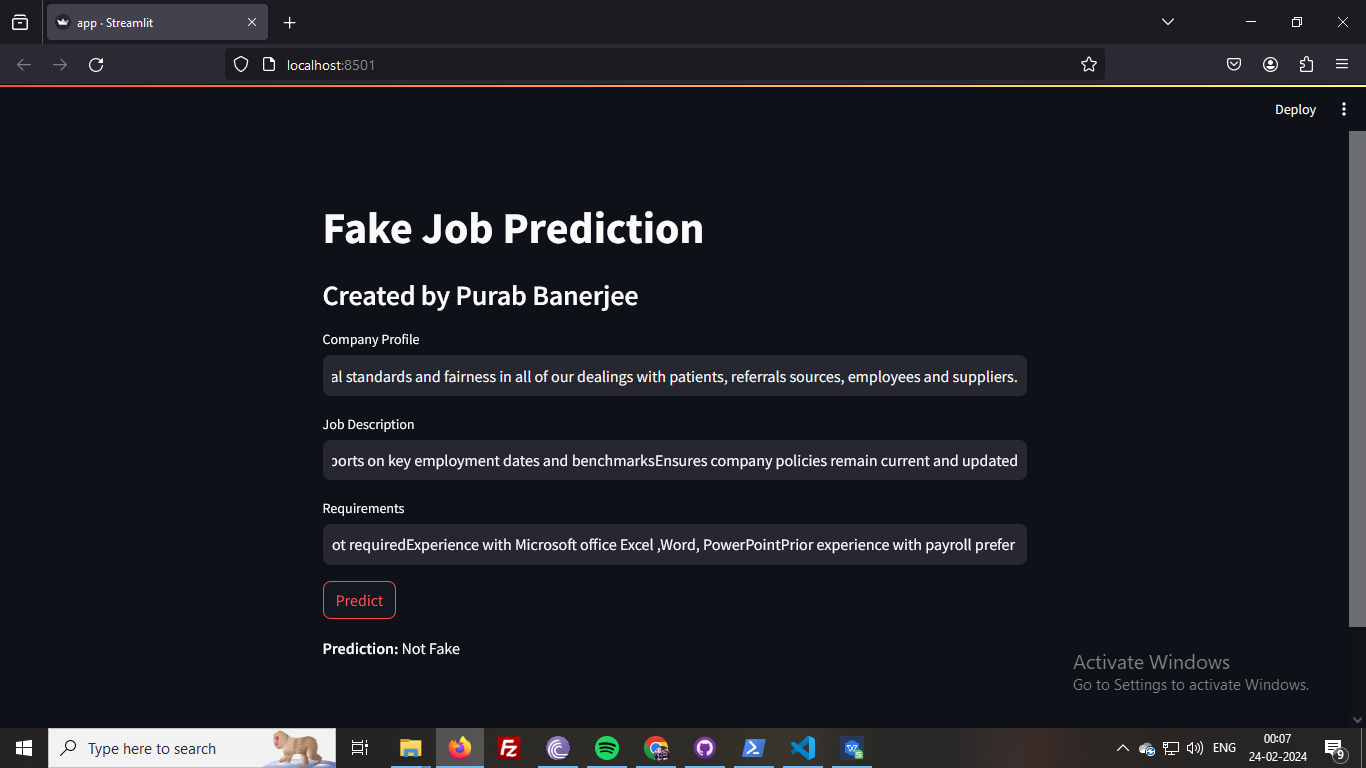 app · Streamlit
localhost:8501
Deploy
Fake Job Prediction
Created by Purab Banerjee
Company Profile
al standards and fairness in all of our dealings with patients, referrals sources, employees and suppliers.
Job Description
ports on key employment dates and benchmarksEnsures company policies remain current and updated
Requirements
ot requiredExperience with Microsoft office Excel ,Word, PowerPointPrior experience with payroll prefer
Predict
Prediction: Not Fake
Activate Windows
Go to Settings to activate Windows.
Type here to search
Fz
ENG
00:07
24-02-2024
9